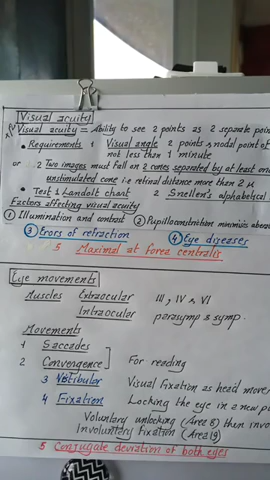 Visual acuity
Visual acuity = Ability to see 2 points as 2 separate poin
• Requirements 1 Visual angle 2 points & nodal point of
not less than 1 minute
or 2 Two images must fall on 2 cones separated by at least one
unstimulated cone i.e retinal distance more than 2 μ
• Test 1 Landolt chart 2 Snellen's alphabetical
Factors affecting visual acuity
① Illumination and contrast ② Pupilloconstriction minimizes aberra
③ Erors of refraction ④ Eye diseases
5 Maximal at fovea centralis
Eye movements
Muscles Extraocular III, IV & VI
Intraocular parasymp & symp.
Movements
1 Saccades
2 Convergence For reading
3 Vestibular Visual fixation as head move
4 Fixation Locking the eye in a new p
Voluntary unlocking (Area 8) then invo
Involuntary fixation (Area 19)
5 Conjugate deviation of both eyes